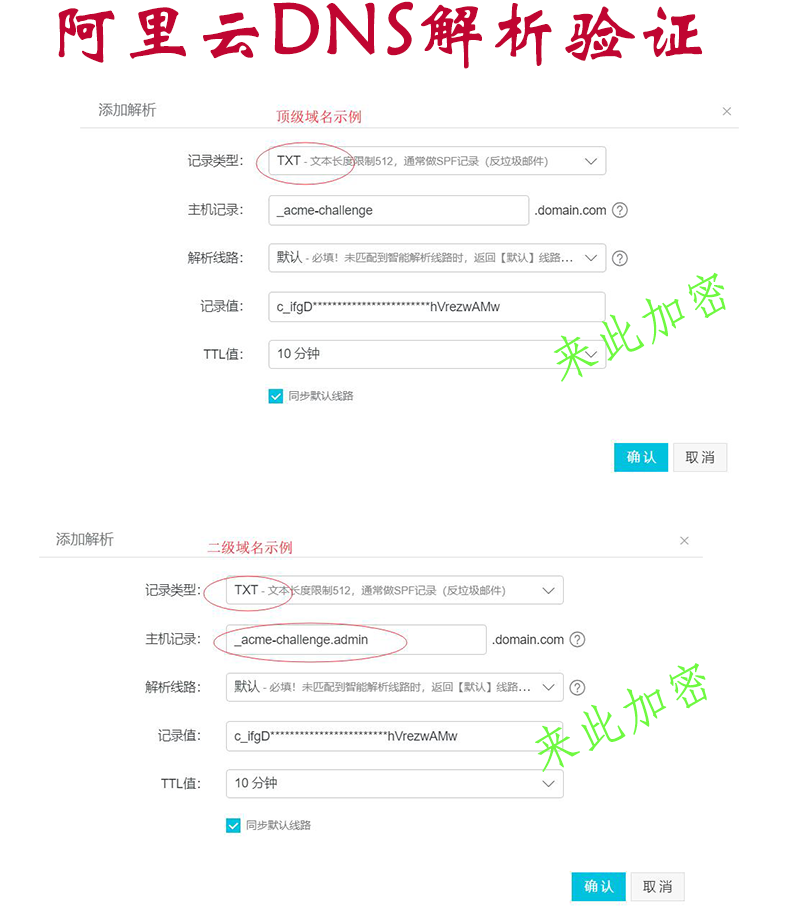 阿里云DNS解析验证
添加解析
顶级域名示例
×
记录类型：
TXT - 文本长度限制512，通常做SPF记录（反垃圾邮件）
主机记录：
_acme-challenge
.domain.com ?
解析线路：
默认 - 必填！未匹配到智能解析线路时，返回【默认】线路... ?
记录值：
c_ifgD************************hVrezwAMw
TTL值：
10 分钟
来此加密
同步默认线路
确认
取消
添加解析
二级域名示例
×
记录类型：
TXT - 文本长度限制512，通常做SPF记录（反垃圾邮件）
主机记录：
_acme-challenge.admin
.domain.com ?
解析线路：
默认 - 必填！未匹配到智能解析线路时，返回【默认】线路... ?
记录值：
c_ifgD************************hVrezwAMw
来此加密
TTL值：
10 分钟
同步默认线路
确认
取消